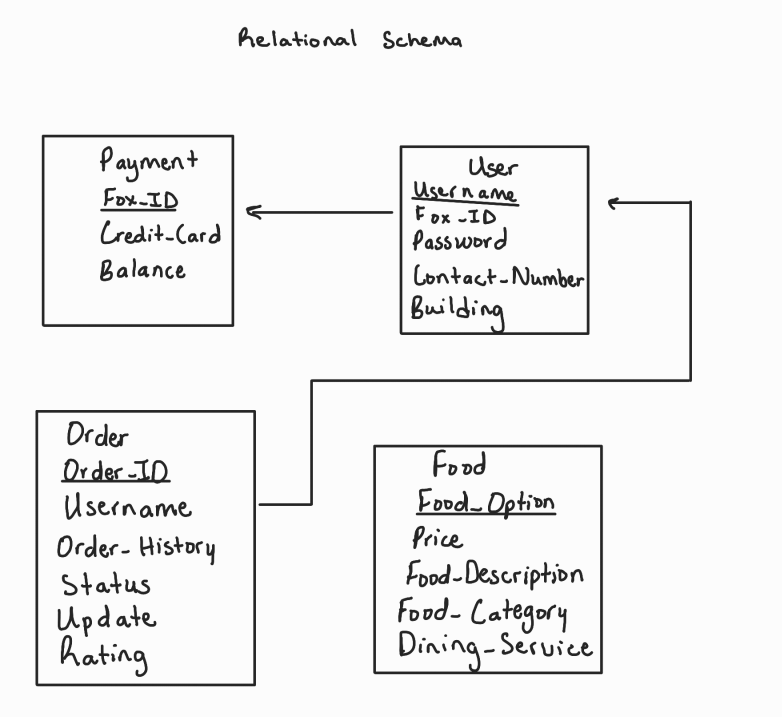 Relational Schema
Payment
Fox_ID
Credit_Card
Balance
User
Username
Fox_ID
Password
Contact_Number
Building
Order
Order_ID
Username
Order_History
Status
Update
Rating
Food
Food_Option
Price
Food_Description
Food_Category
Dining_Service